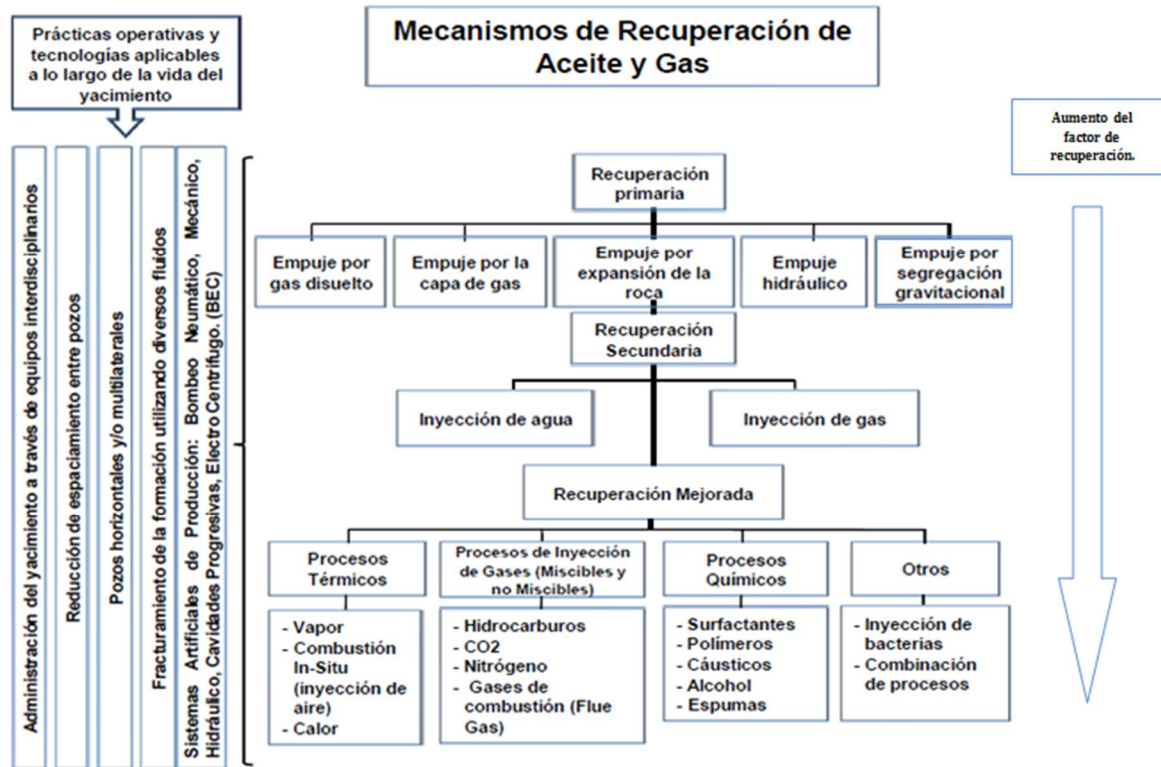 Prácticas operativas y
tecnologías aplicables
a lo largo de la vida del
yacimiento
Mecanismos de Recuperación de
Aceite y Gas
Aumento del
factor de
recuperación.
Administración del yacimiento a través de equipos interdisciplinarios
Reducción de espaciamiento entre pozos
Pozos horizontales y/o multilaterales
Fracturamiento de la formación utilizando diversos fluidos
Sistemas Artificiales de Producción: Bombeo Neumático, Mecánico,
Hidráulico, Cavidades Progresivas, Electro Centrífugo. (BEC)
Recuperación
primaria
Empuje por
gas disuelto
Empuje por la
capa de gas
Empuje por
expansión de la
roca
Empuje
hidráulico
Empuje por
segregación
gravitacional
Recuperación
Secundaria
Inyección de agua
Inyección de gas
Recuperación Mejorada
Procesos
Térmicos
Procesos de Inyección
de Gases (Miscibles y
no Miscibles)
Procesos
Químicos
Otros
- Vapor
- Combustión
In-Situ
(inyección de
aire)
- Calor
- Hidrocarburos
- CO2
- Nitrógeno
- Gases de
combustión (Flue
Gas)
- Surfactantes
- Polímeros
- Cáusticos
- Alcohol
- Espumas
- Inyección de
bacterias
- Combinación
de procesos